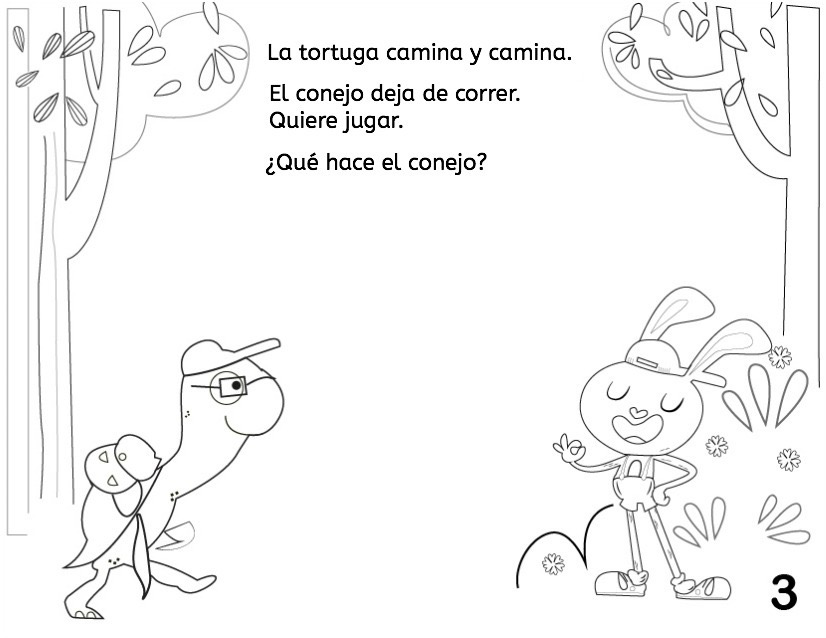 La tortuga camina y camina.
El conejo deja de correr.
Quiere jugar.
¿Qué hace el conejo?
3